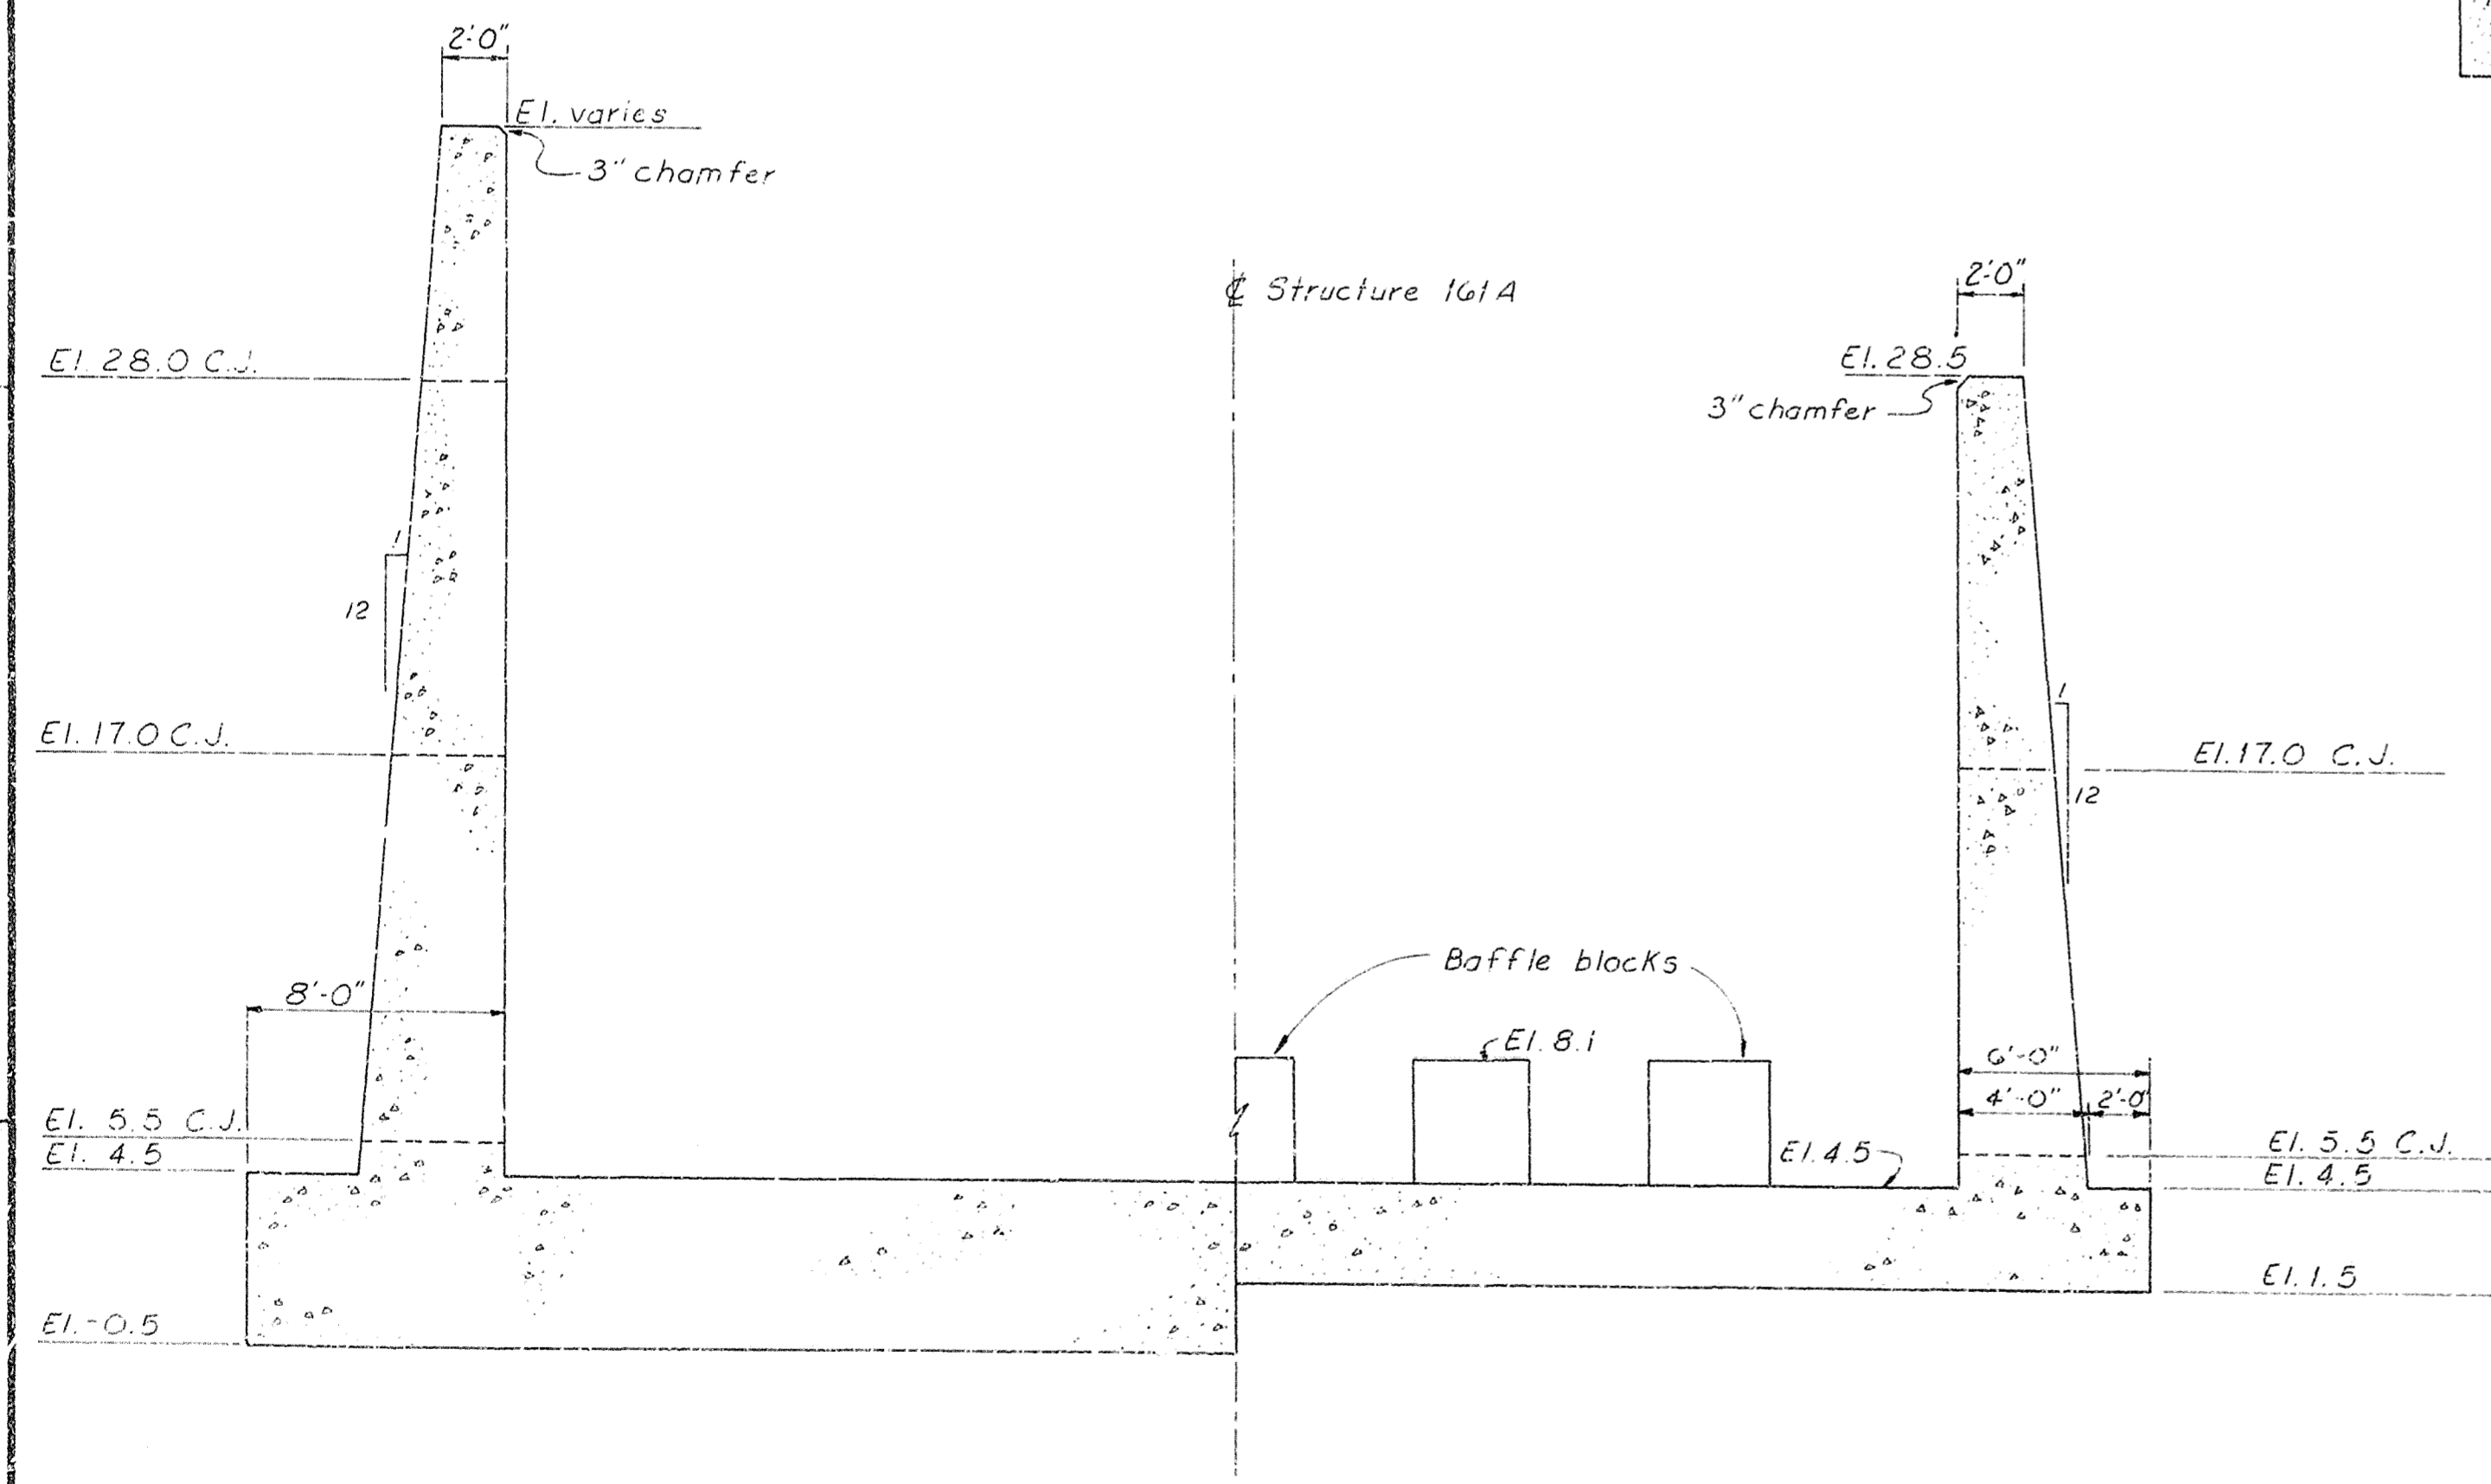 2'-0"
El. varies
3" chamfer
℄ Structure 161A
2'-0"
El. 28.0 C.J.
El. 28.5
3" chamfer
1
12
1
El. 17.0 C.J.
El. 17.0 C.J.
12
Baffle blocks
8'-0"
El. 8.1
6'-0"
4'-0"
2'-0
El. 5.5 C.J.
El. 4.5
El. 4.5
El. 5.5 C.J.
El. 4.5
El. 1.5
El. -0.5